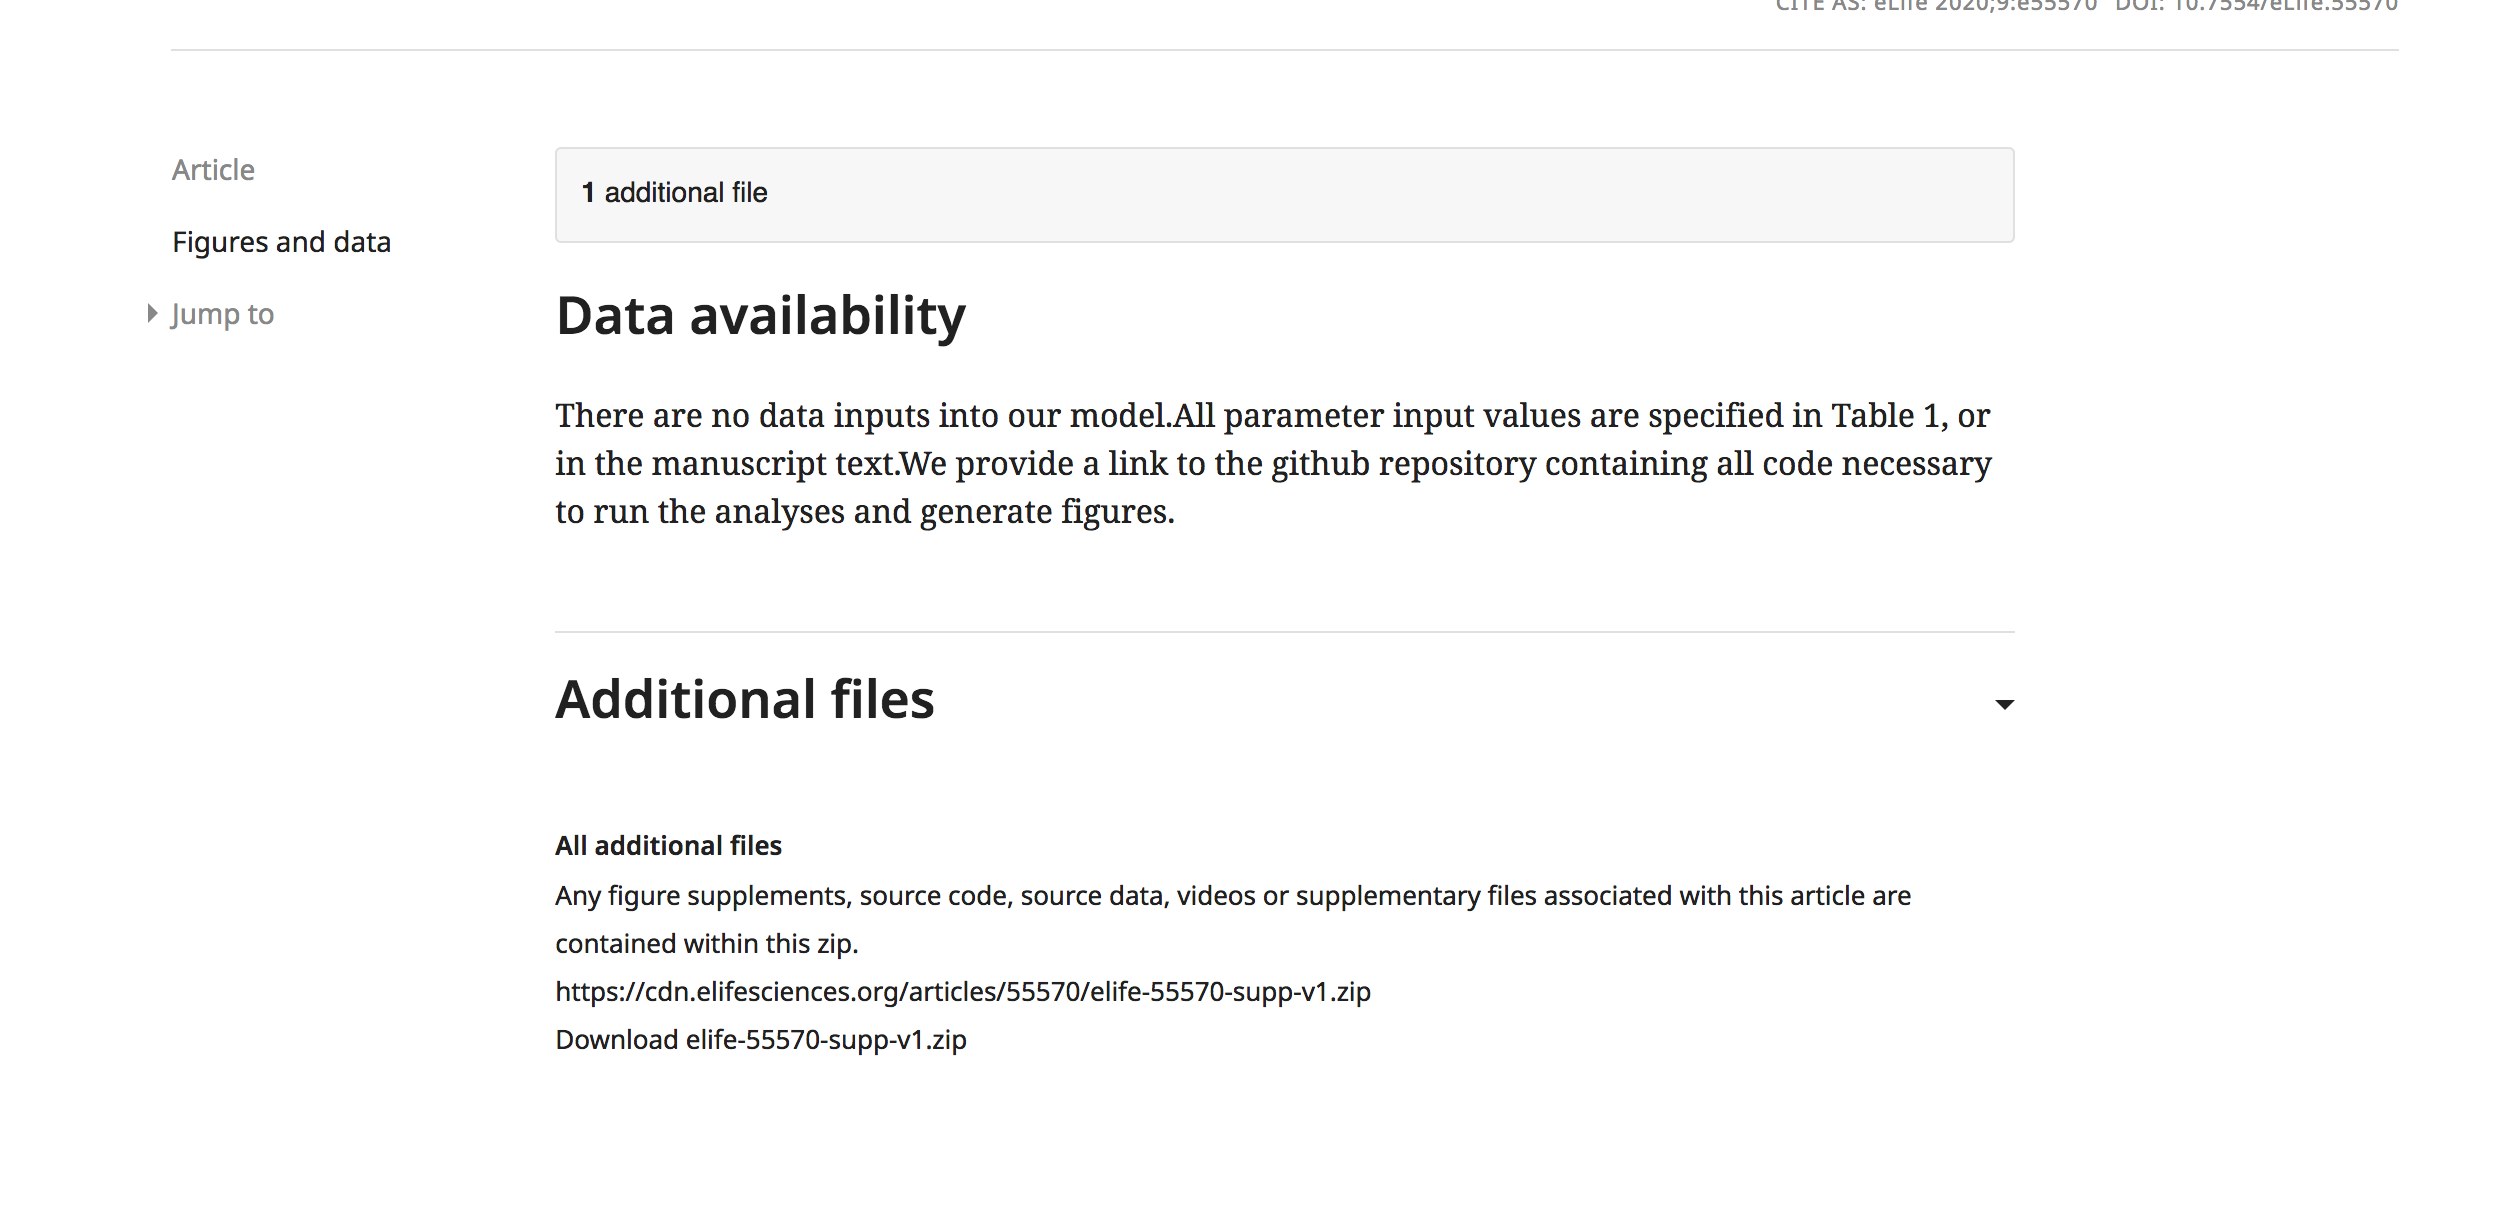 CITE AS: eLife 2020;9:e55570 DOI: 10.7554/eLife.55570
Article
Figures and data
Jump to
1 additional file
Data availability
There are no data inputs into our model.All parameter input values are specified in Table 1, or
in the manuscript text.We provide a link to the github repository containing all code necessary
to run the analyses and generate figures.
Additional files
All additional files
Any figure supplements, source code, source data, videos or supplementary files associated with this article are
contained within this zip.
https://cdn.elifesciences.org/articles/55570/elife-55570-supp-v1.zip
Download elife-55570-supp-v1.zip